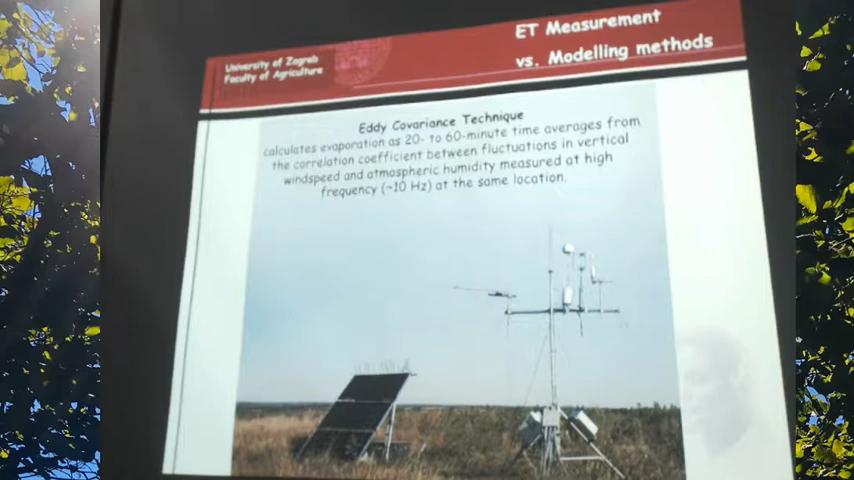 University of Zagreb
Faculty of Agriculture
ET Measurement
vs. Modelling methods
Eddy Covariance Technique
calculates evaporation as 20- to 60-minute time averages from
the correlation coefficient between fluctuations in vertical
windspeed and atmospheric humidity measured at high
frequency (~10 Hz) at the same location.